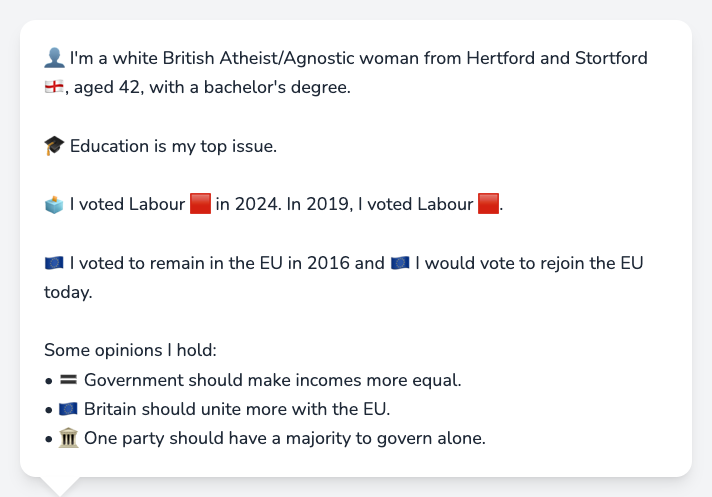 👤 I'm a white British Atheist/Agnostic woman from Hertford and Stortford
🏴󠁧󠁢󠁥󠁮󠁧󠁿, aged 42, with a bachelor's degree.
🎓 Education is my top issue.
🗳️ I voted Labour 🟥 in 2024. In 2019, I voted Labour 🟥.
🇪🇺 I voted to remain in the EU in 2016 and 🇪🇺 I would vote to rejoin the EU
today.
Some opinions I hold:
• 🟰 Government should make incomes more equal.
• 🇪🇺 Britain should unite more with the EU.
• 🏛️ One party should have a majority to govern alone.